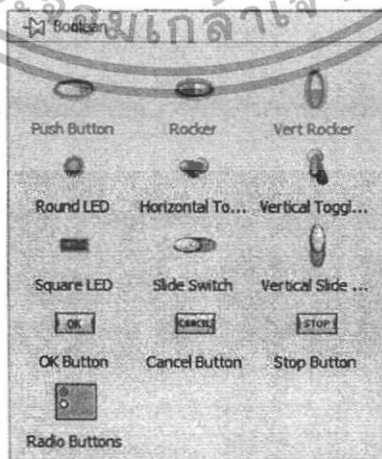 Boolean
Push Button Rocker Vert Rocker
Round LED Horizontal To... Vertical Toggl...
Square LED Slide Switch Vertical Slide ...
OK CANCEL STOP
OK Button Cancel Button Stop Button
Radio Buttons